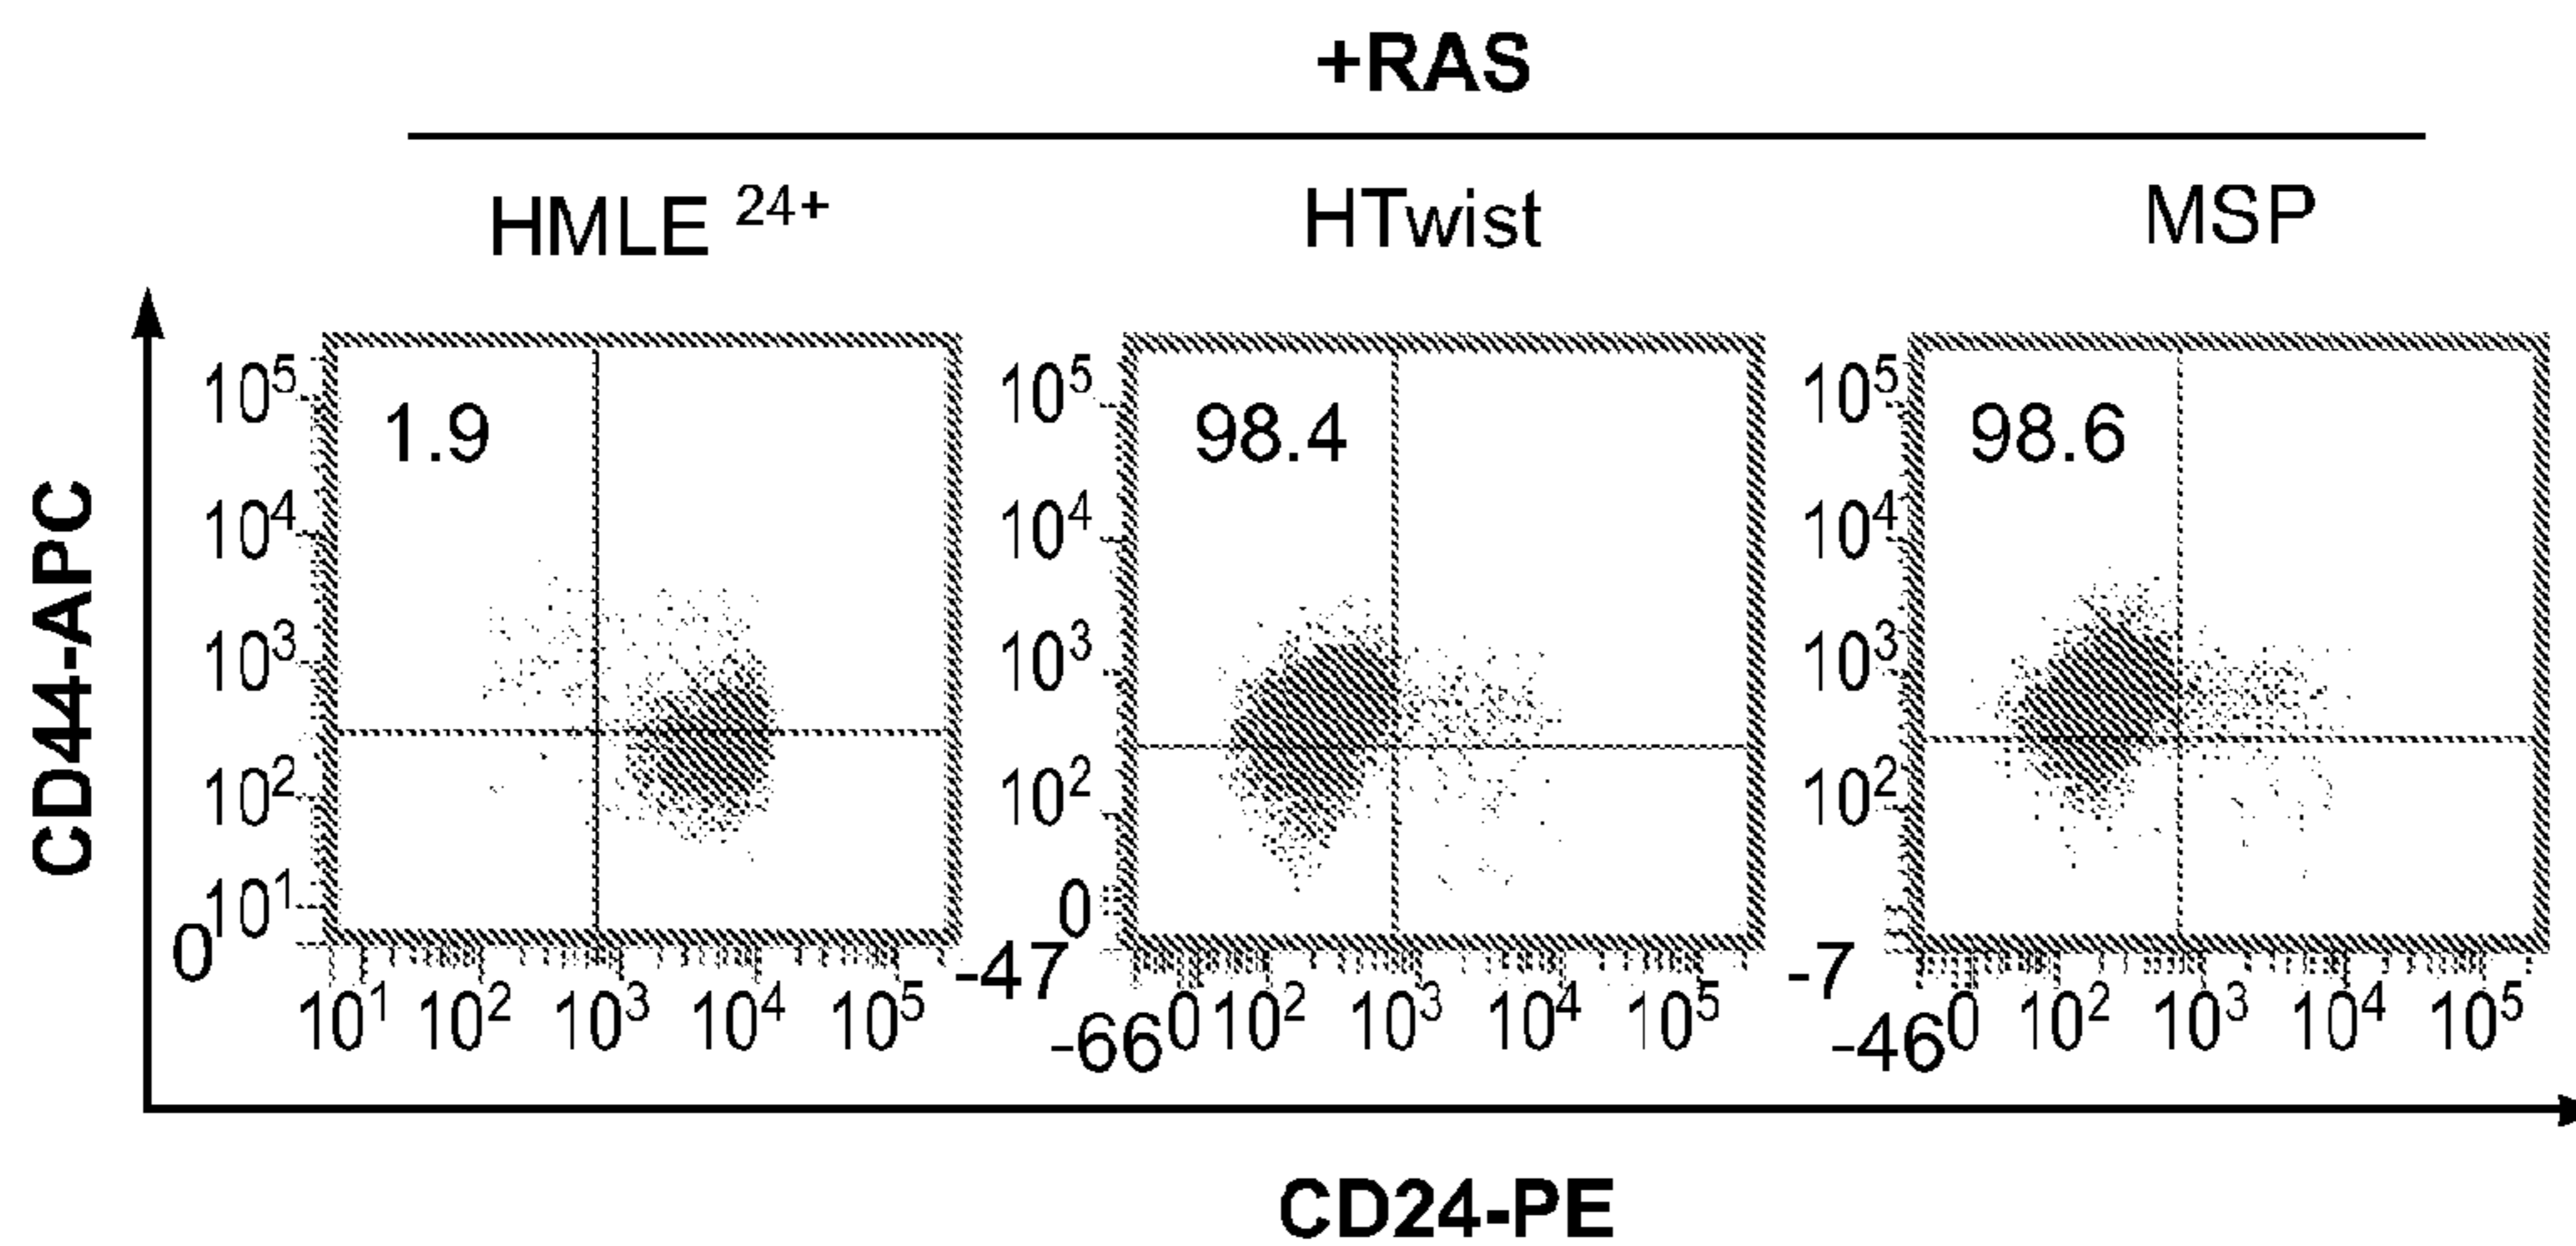 +RAS
HMLE 24+ HTwist MSP
CD44-APC
1.9
10⁵
10⁴
10³
10²
10¹
0
10¹ 10² 10³ 10⁴ 10⁵
98.4
10⁵
10⁴
10³
10²
0
-47
-66 0 10² 10³ 10⁴ 10⁵
98.6
10⁵
10⁴
10³
10²
-7
-46 0 10² 10³ 10⁴ 10⁵
CD24-PE